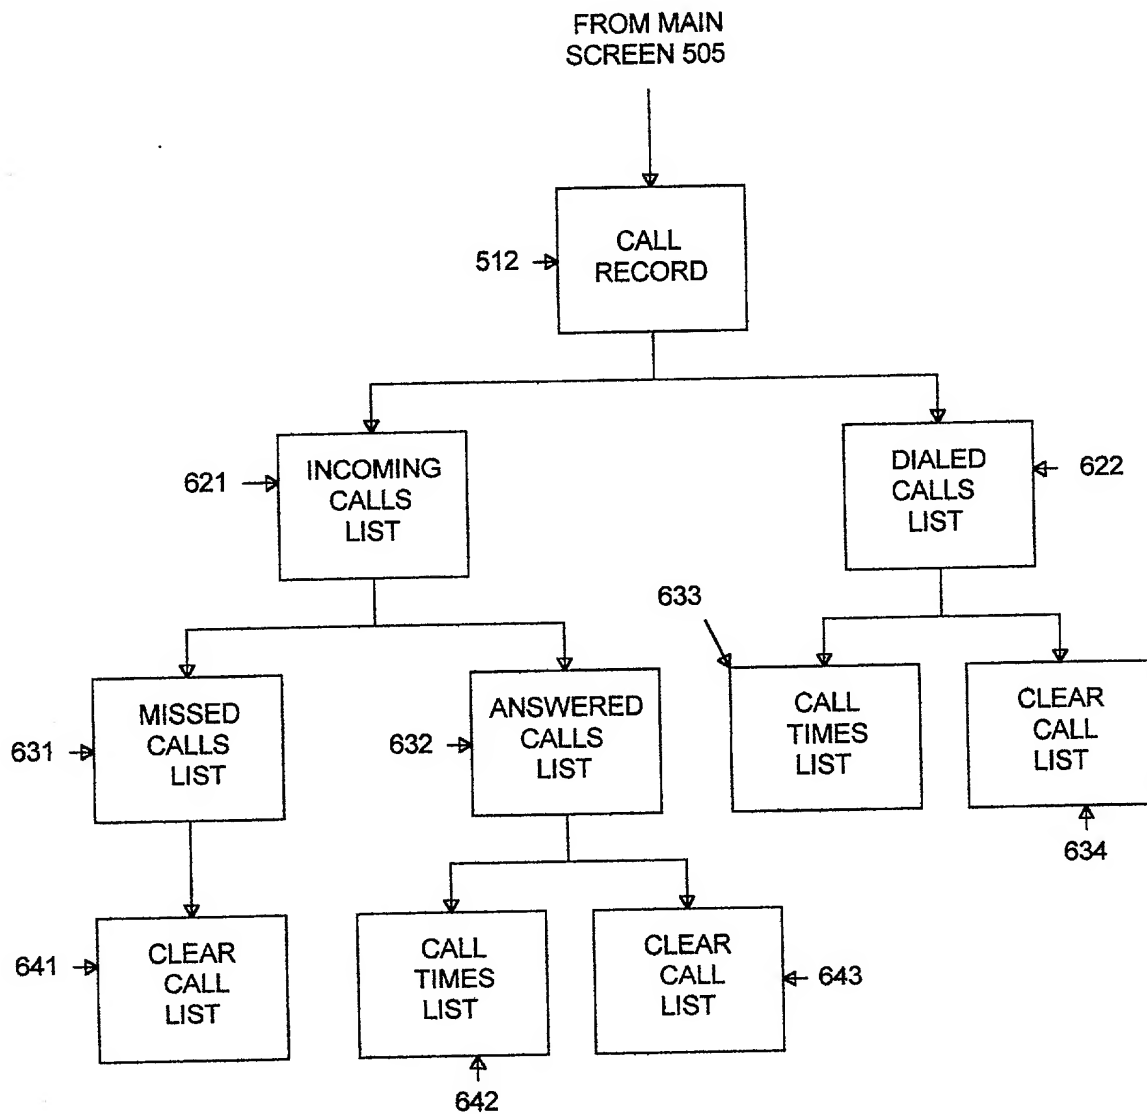 FROM MAIN
SCREEN 505
CALL
RECORD
512
INCOMING
CALLS
LIST
621
DIALED
CALLS
LIST
622
633
MISSED
CALLS
LIST
631
ANSWERED
CALLS
LIST
632
CALL
TIMES
LIST
CLEAR
CALL
LIST
634
CLEAR
CALL
LIST
641
CALL
TIMES
LIST
CLEAR
CALL
LIST
643
642